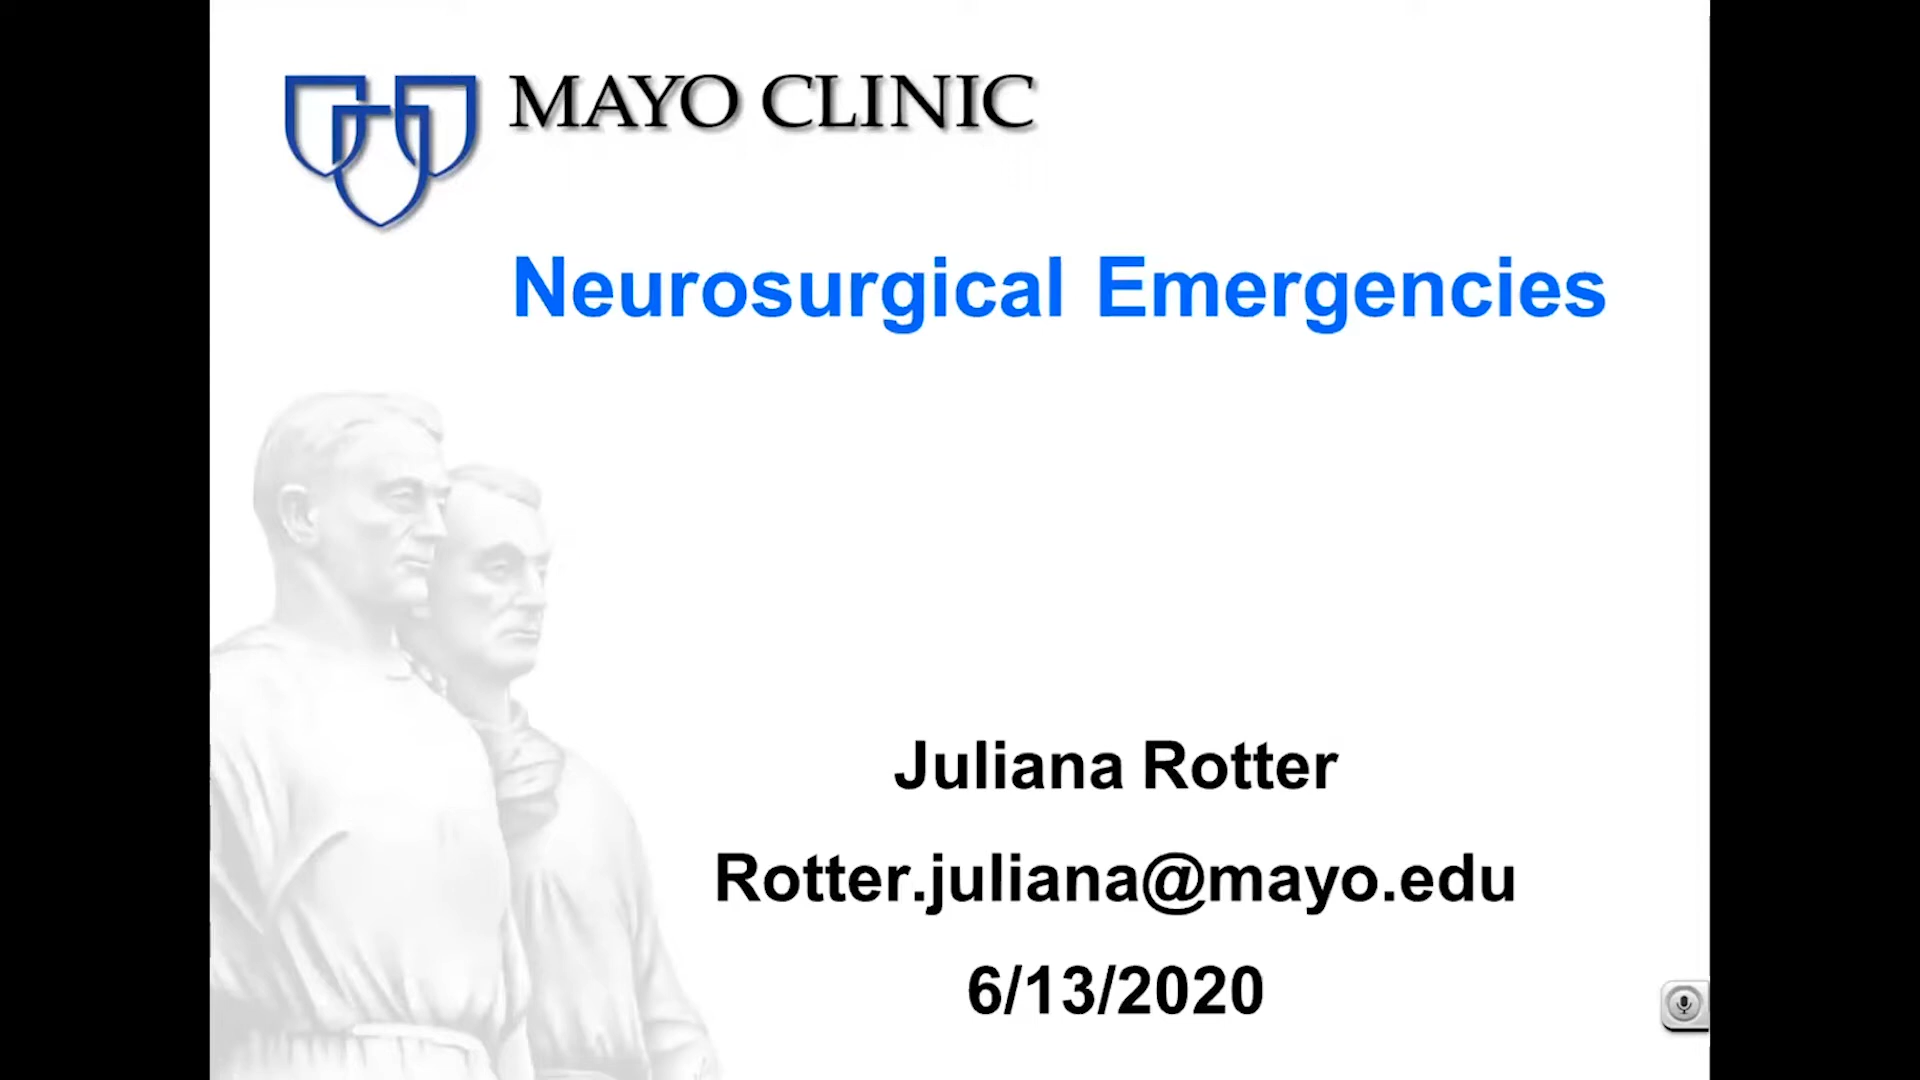 MAYO CLINIC
Neurosurgical Emergencies
Juliana Rotter
Rotter.juliana@mayo.edu
6/13/2020